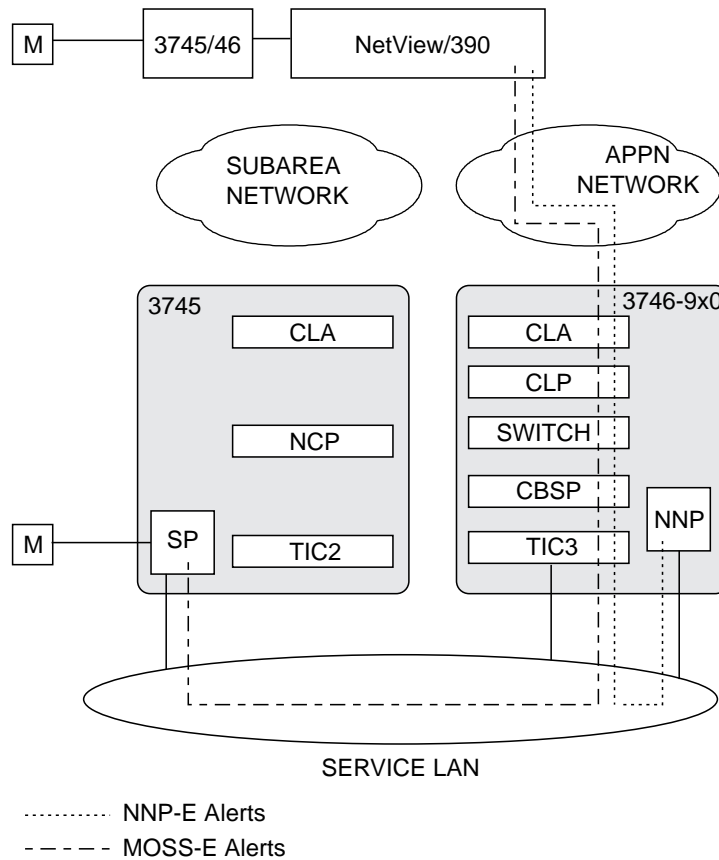 M
3745/46
NetView/390
SUBAREA
NETWORK
APPN
NETWORK
3745
CLA
NCP
SP
TIC2
M
3746-9x0
CLA
CLP
SWITCH
CBSP
NNP
TIC3
SERVICE LAN
NNP-E Alerts
MOSS-E Alerts